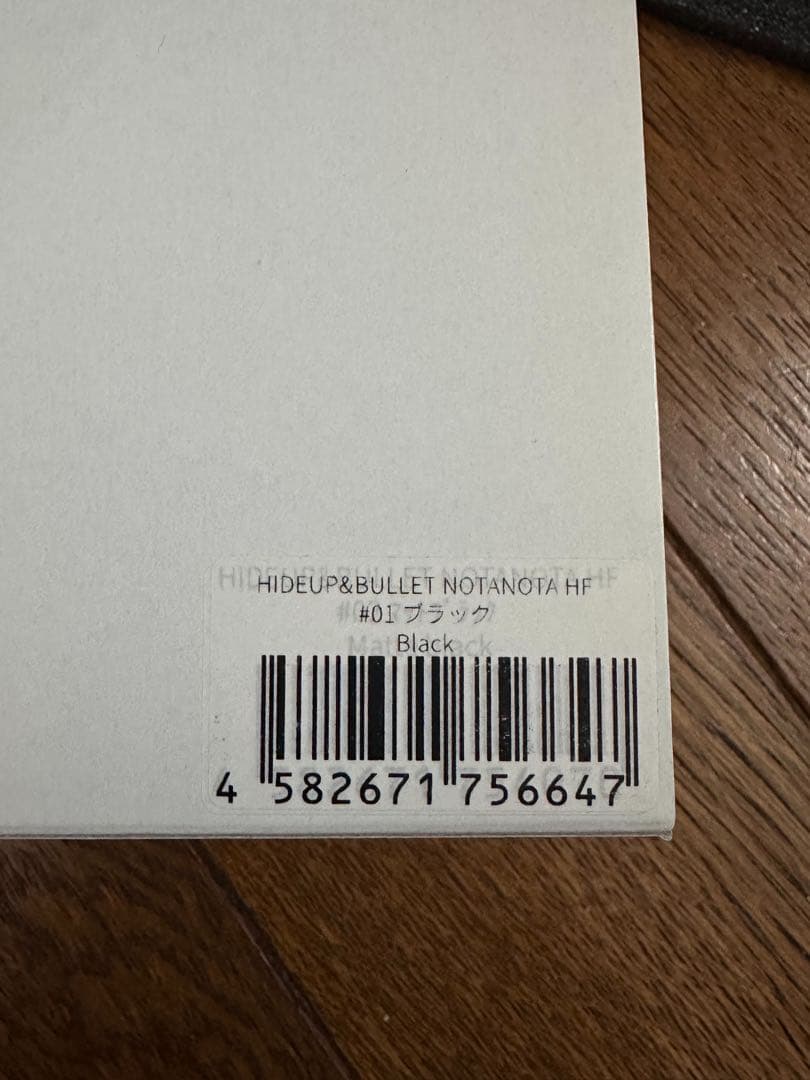 HIDEUP&BULLET NOTANOTA HF
#01 ブラック
Black
4 582671 756647